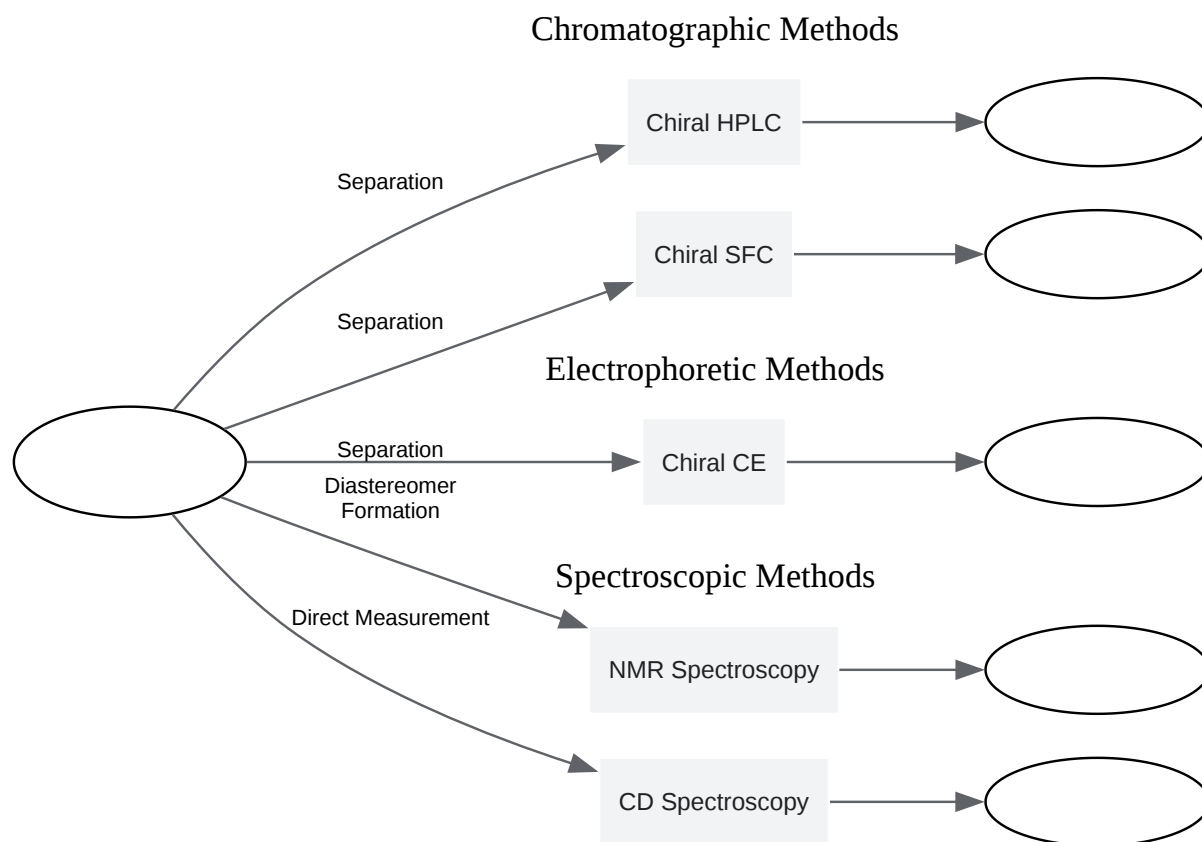 Chromatographic Methods
Chiral HPLC
Separation
Chiral SFC
Separation
Electrophoretic Methods
Separation
Chiral CE
Diastereomer
Formation
Spectroscopic Methods
Direct Measurement
NMR Spectroscopy
CD Spectroscopy